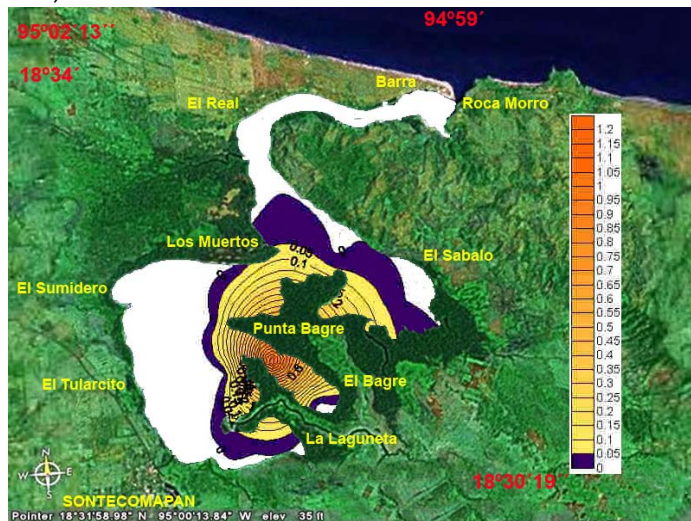 95º02´13´´
94º59´
18º34´
Barra
El Real
Roca Morro
1.2
1.15
1.1
1.05
1
0.95
0.9
0.85
0.8
0.75
0.7
0.65
0.6
0.55
0.5
0.45
0.4
0.35
0.3
0.25
0.2
0.15
0.1
0.05
0
Los Muertos
0.05
0.1
El Sabalo
El Sumidero
Punta Bagre
El Tularcito
El Bagre
0.8
La Laguneta
18º30´19´´
N
W E
S
SONTECOMAPAN
Pointer 18°31'58.98" N 95°00'13.84" W elev 35 ft